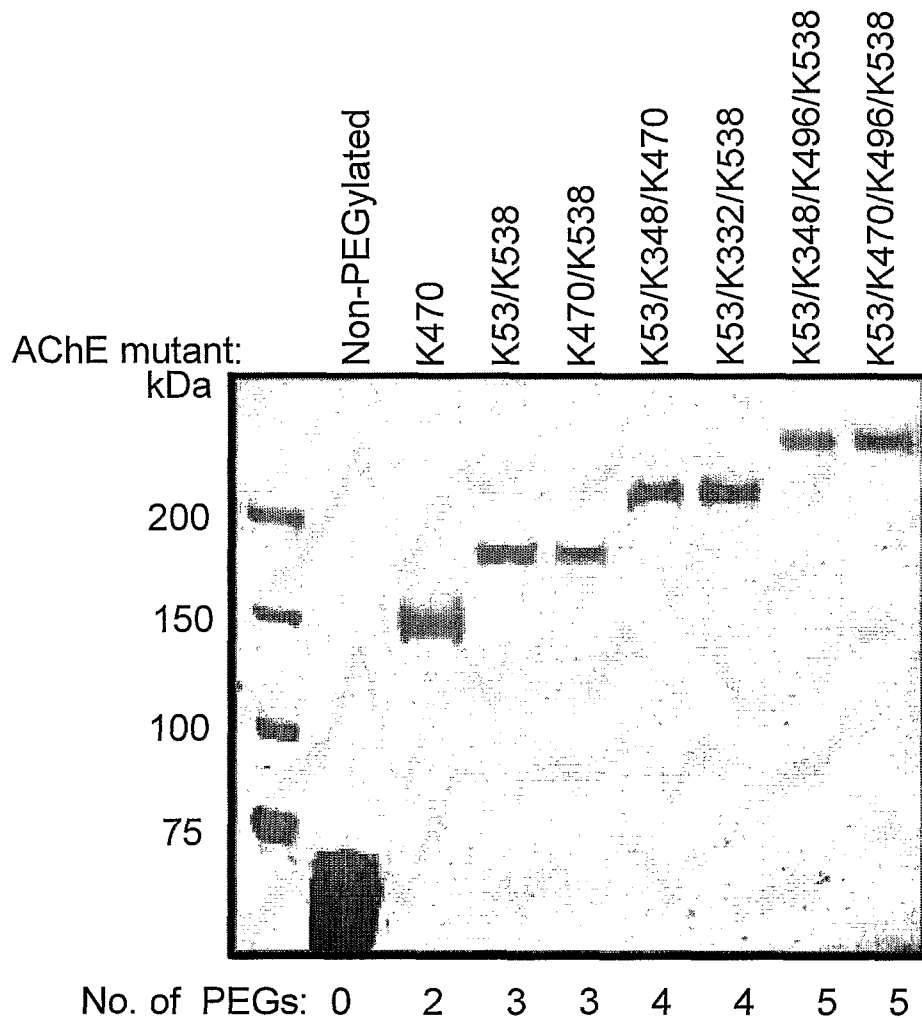 Non-PEGylated
K470
K53/K538
K470/K538
K53/K348/K470
K53/K332/K538
K53/K348/K496/K538
K53/K470/K496/K538
AChE mutant:
kDa
200
150
100
75
No. of PEGs: 0 2 3 3 4 4 5 5